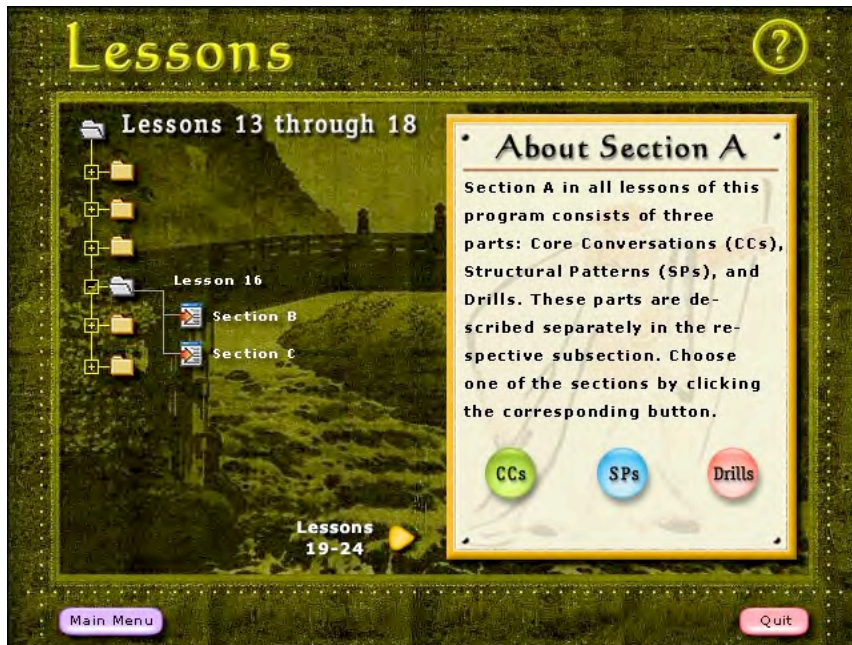 Lessons
?
Lessons 13 through 18
Lesson 16
Section B
Section C
Lessons
19-24
About Section A
Section A in all lessons of this
program consists of three
parts: Core Conversations (CCs),
Structural Patterns (SPs), and
Drills. These parts are de-
scribed separately in the re-
spective subsection. Choose
one of the sections by clicking
the corresponding button.
CCs
SPs
Drills
Main Menu
Quit